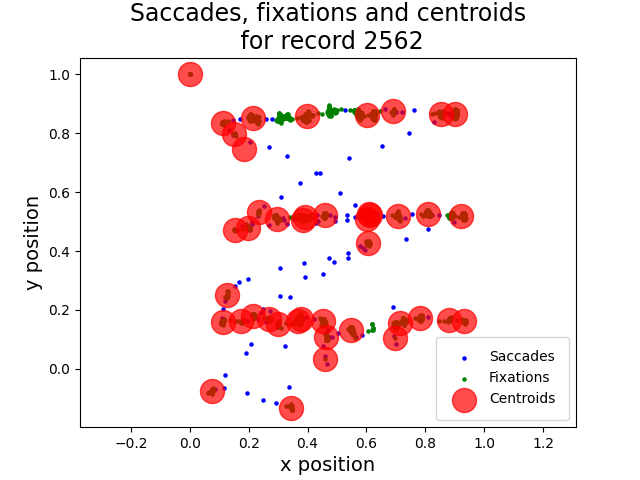 Saccades, fixations and centroids
for record 2562
y position
1.0
0.8
0.6
0.4
0.2
0.0
−0.2
0.0
0.2
0.4
0.6
0.8
1.0
1.2
x position
Saccades
Fixations
Centroids